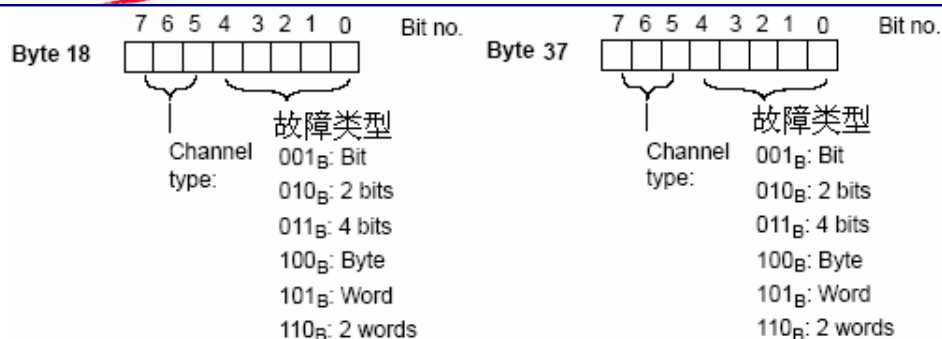 7 6 5 4 3 2 1 0 Bit no.
Byte 18
故障类型
Channel type:
001B: Bit
010B: 2 bits
011B: 4 bits
100B: Byte
101B: Word
110B: 2 words
7 6 5 4 3 2 1 0 Bit no.
Byte 37
故障类型
Channel type:
001B: Bit
010B: 2 bits
011B: 4 bits
100B: Byte
101B: Word
110B: 2 words